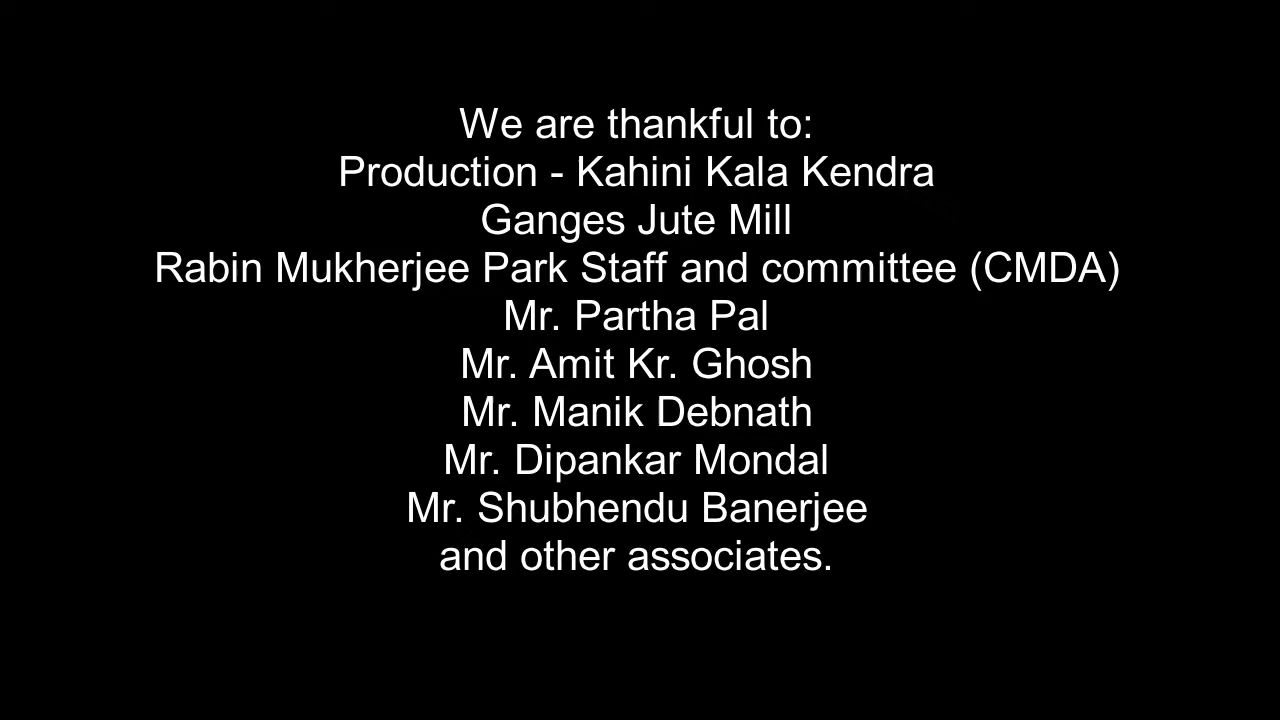 We are thankful to:
Production - Kahini Kala Kendra
Ganges Jute Mill
Rabin Mukherjee Park Staff and committee (CMDA)
Mr. Partha Pal
Mr. Amit Kr. Ghosh
Mr. Manik Debnath
Mr. Dipankar Mondal
Mr. Shubhendu Banerjee
and other associates.